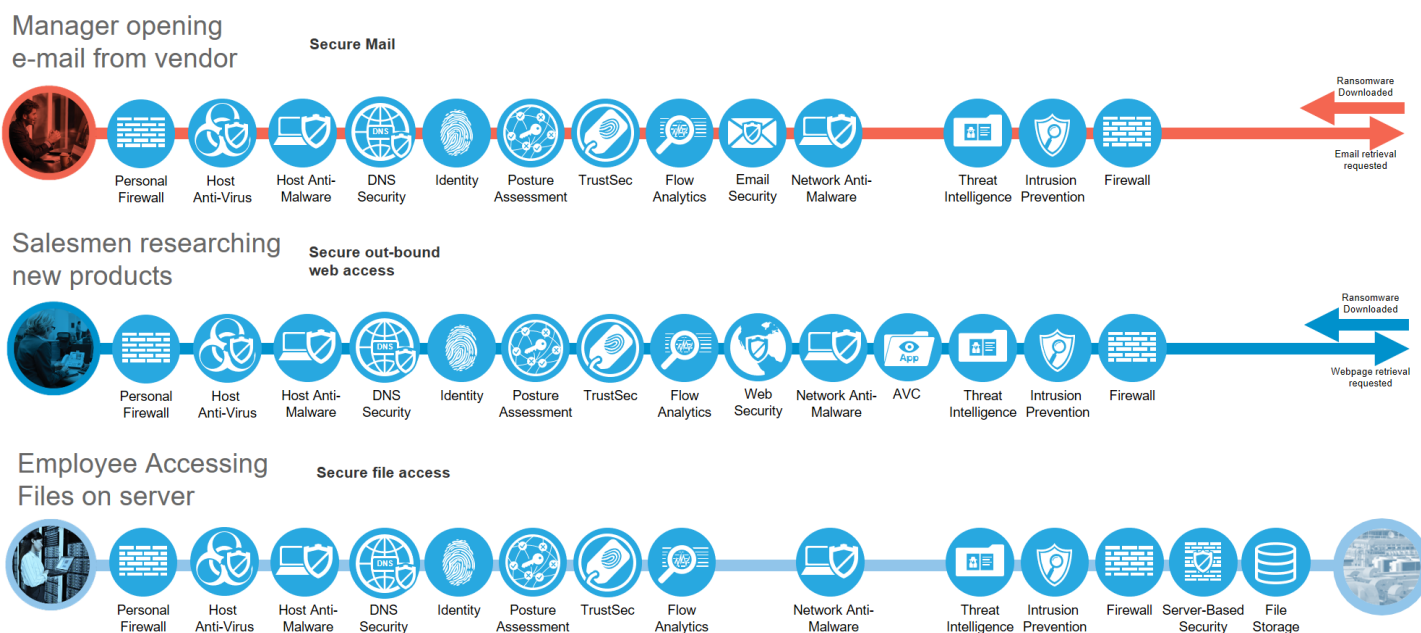 Manager opening
e-mail from vendor
Secure Mail
Ransomware
Downloaded
DNS
Email retrieval
requested
Personal
Firewall
Host
Anti-Virus
Host Anti-
Malware
DNS
Security
Identity
Posture
Assessment
TrustSec
Flow
Analytics
Email
Security
Network Anti-
Malware
Threat
Intelligence
Intrusion
Prevention
Firewall
Salesmen researching
new products
Secure out-bound
web access
Ransomware
Downloaded
DNS
App
Webpage retrieval
requested
Personal
Firewall
Host
Anti-Virus
Host Anti-
Malware
DNS
Security
Identity
Posture
Assessment
TrustSec
Flow
Analytics
Web
Security
Network Anti-
Malware
AVC
Threat
Intelligence
Intrusion
Prevention
Firewall
Employee Accessing
Files on server
Secure file access
DNS
Personal
Firewall
Host
Anti-Virus
Host Anti-
Malware
DNS
Security
Identity
Posture
Assessment
TrustSec
Flow
Analytics
Network Anti-
Malware
Threat
Intelligence
Intrusion
Prevention
Firewall
Server-Based
Security
File
Storage